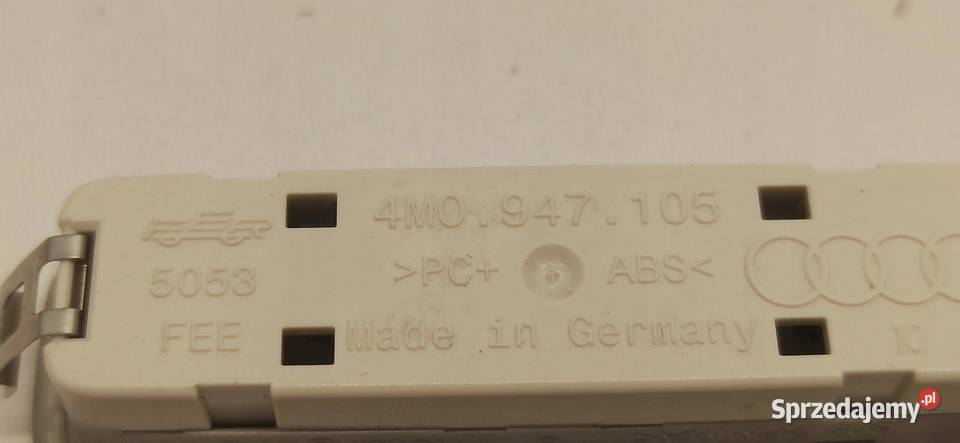 4M0.947.105
5053 >PC+ ABS<
FEE Made in Germany 10
Sprzedajemy.pl